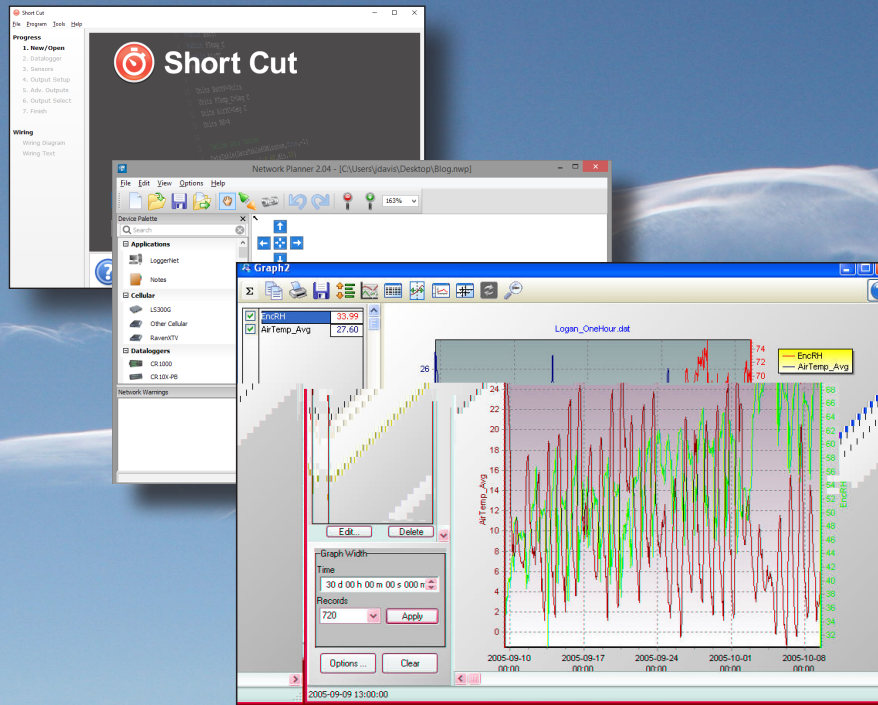 Short Cut
File Program Tools Help
Progress
1. New/Open
2. Datalogger
3. Sensors
4. Output Setup
5. Adv. Outputs
6. Output Select
7. Finish
Wiring
Wiring Diagram
Wiring Text
Short Cut
Network Planner 2.04 - [C:\Users\jdavis\Desktop\Blog.nwp]
File Edit View Options Help
163%
Device Palette
Search
Applications
LoggerNet
Notes
Cellular
LS300G
Other Cellular
RavenXTV
Dataloggers
CR1000
CR10X-PB
Network Warnings
Graph2
EncRH 33.99
AirTemp_Avg 27.60
Logan_OneHour.dat
EncRH
AirTemp_Avg
26
24
22
20
18
16
14
12
10
8
6
4
2
0
AirTemp_Avg
74
72
70
68
66
64
62
60
58
56
54
52
50
48
46
44
42
40
38
36
34
32
EncRH
2005-09-10 2005-09-17 2005-09-24 2005-10-01 2005-10-08
00:00 00:00 00:00 00:00 00:00
Edit... Delete
Graph Width
Time
30 d 00 h 00 m 00 s 000 m
Records
720 Apply
Options ... Clear
2005-09-09 13:00:00